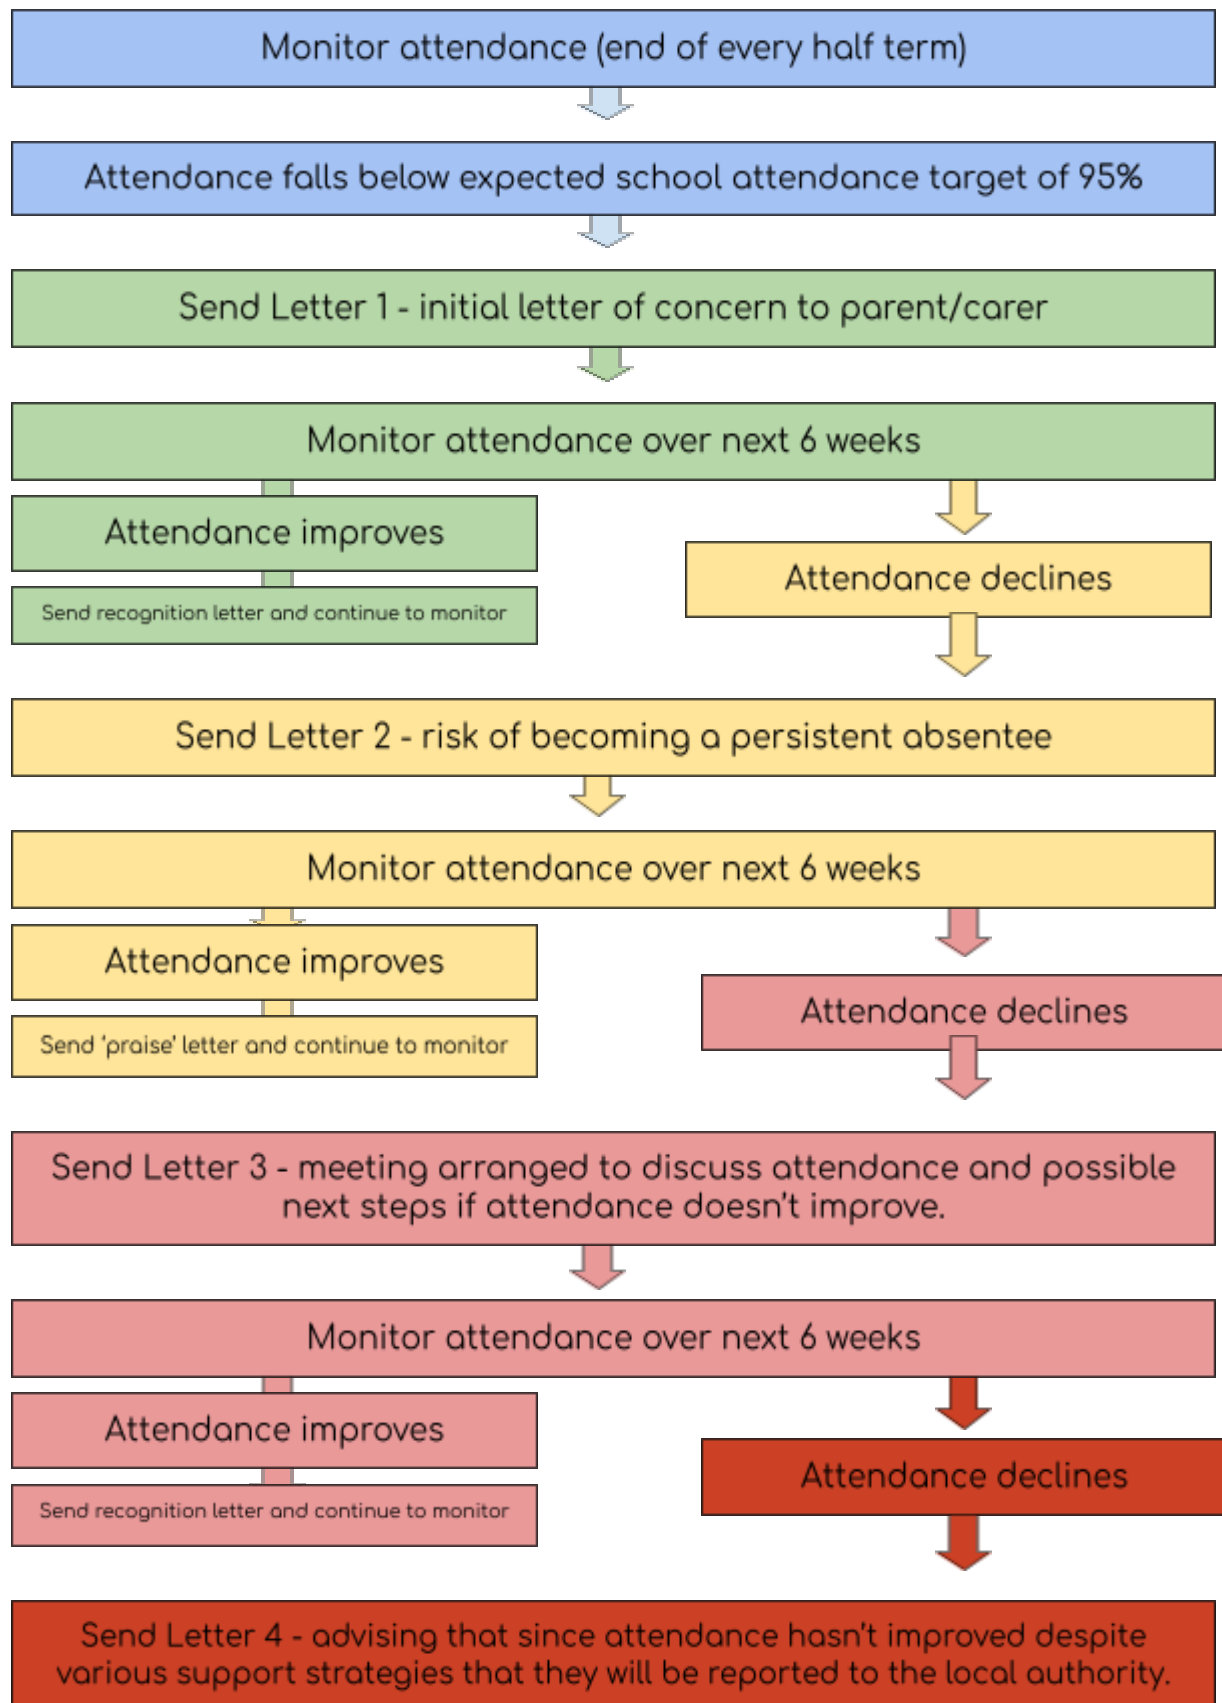 Monitor attendance (end of every half term)
Attendance falls below expected school attendance target of 95%
Send Letter 1 - initial letter of concern to parent/carer
Monitor attendance over next 6 weeks
Attendance improves
Send recognition letter and continue to monitor
Attendance declines
Send Letter 2 - risk of becoming a persistent absentee
Monitor attendance over next 6 weeks
Attendance improves
Send ‘praise’ letter and continue to monitor
Attendance declines
Send Letter 3 - meeting arranged to discuss attendance and possible
next steps if attendance doesn’t improve.
Monitor attendance over next 6 weeks
Attendance improves
Send recognition letter and continue to monitor
Attendance declines
Send Letter 4 - advising that since attendance hasn’t improved despite
various support strategies that they will be reported to the local authority.